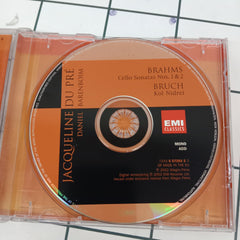 JACQUELINE DU PRÉ
DANIEL BARENBOIM
BRAHMS
Cello Sonatas Nos. 1 & 2
BRUCH
Kol Nidrei
EMI
CLASSICS
MONO
ADD